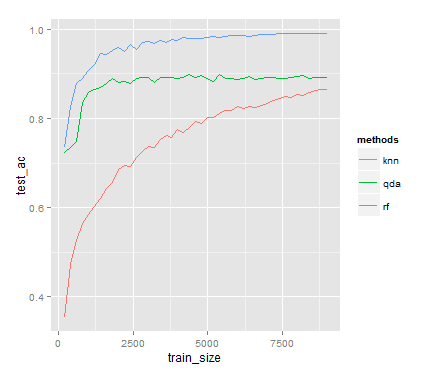 1.0
0.8
0.6
0.4
test_ac
0
2500
5000
7500
train_size
methods
knn
qda
rf